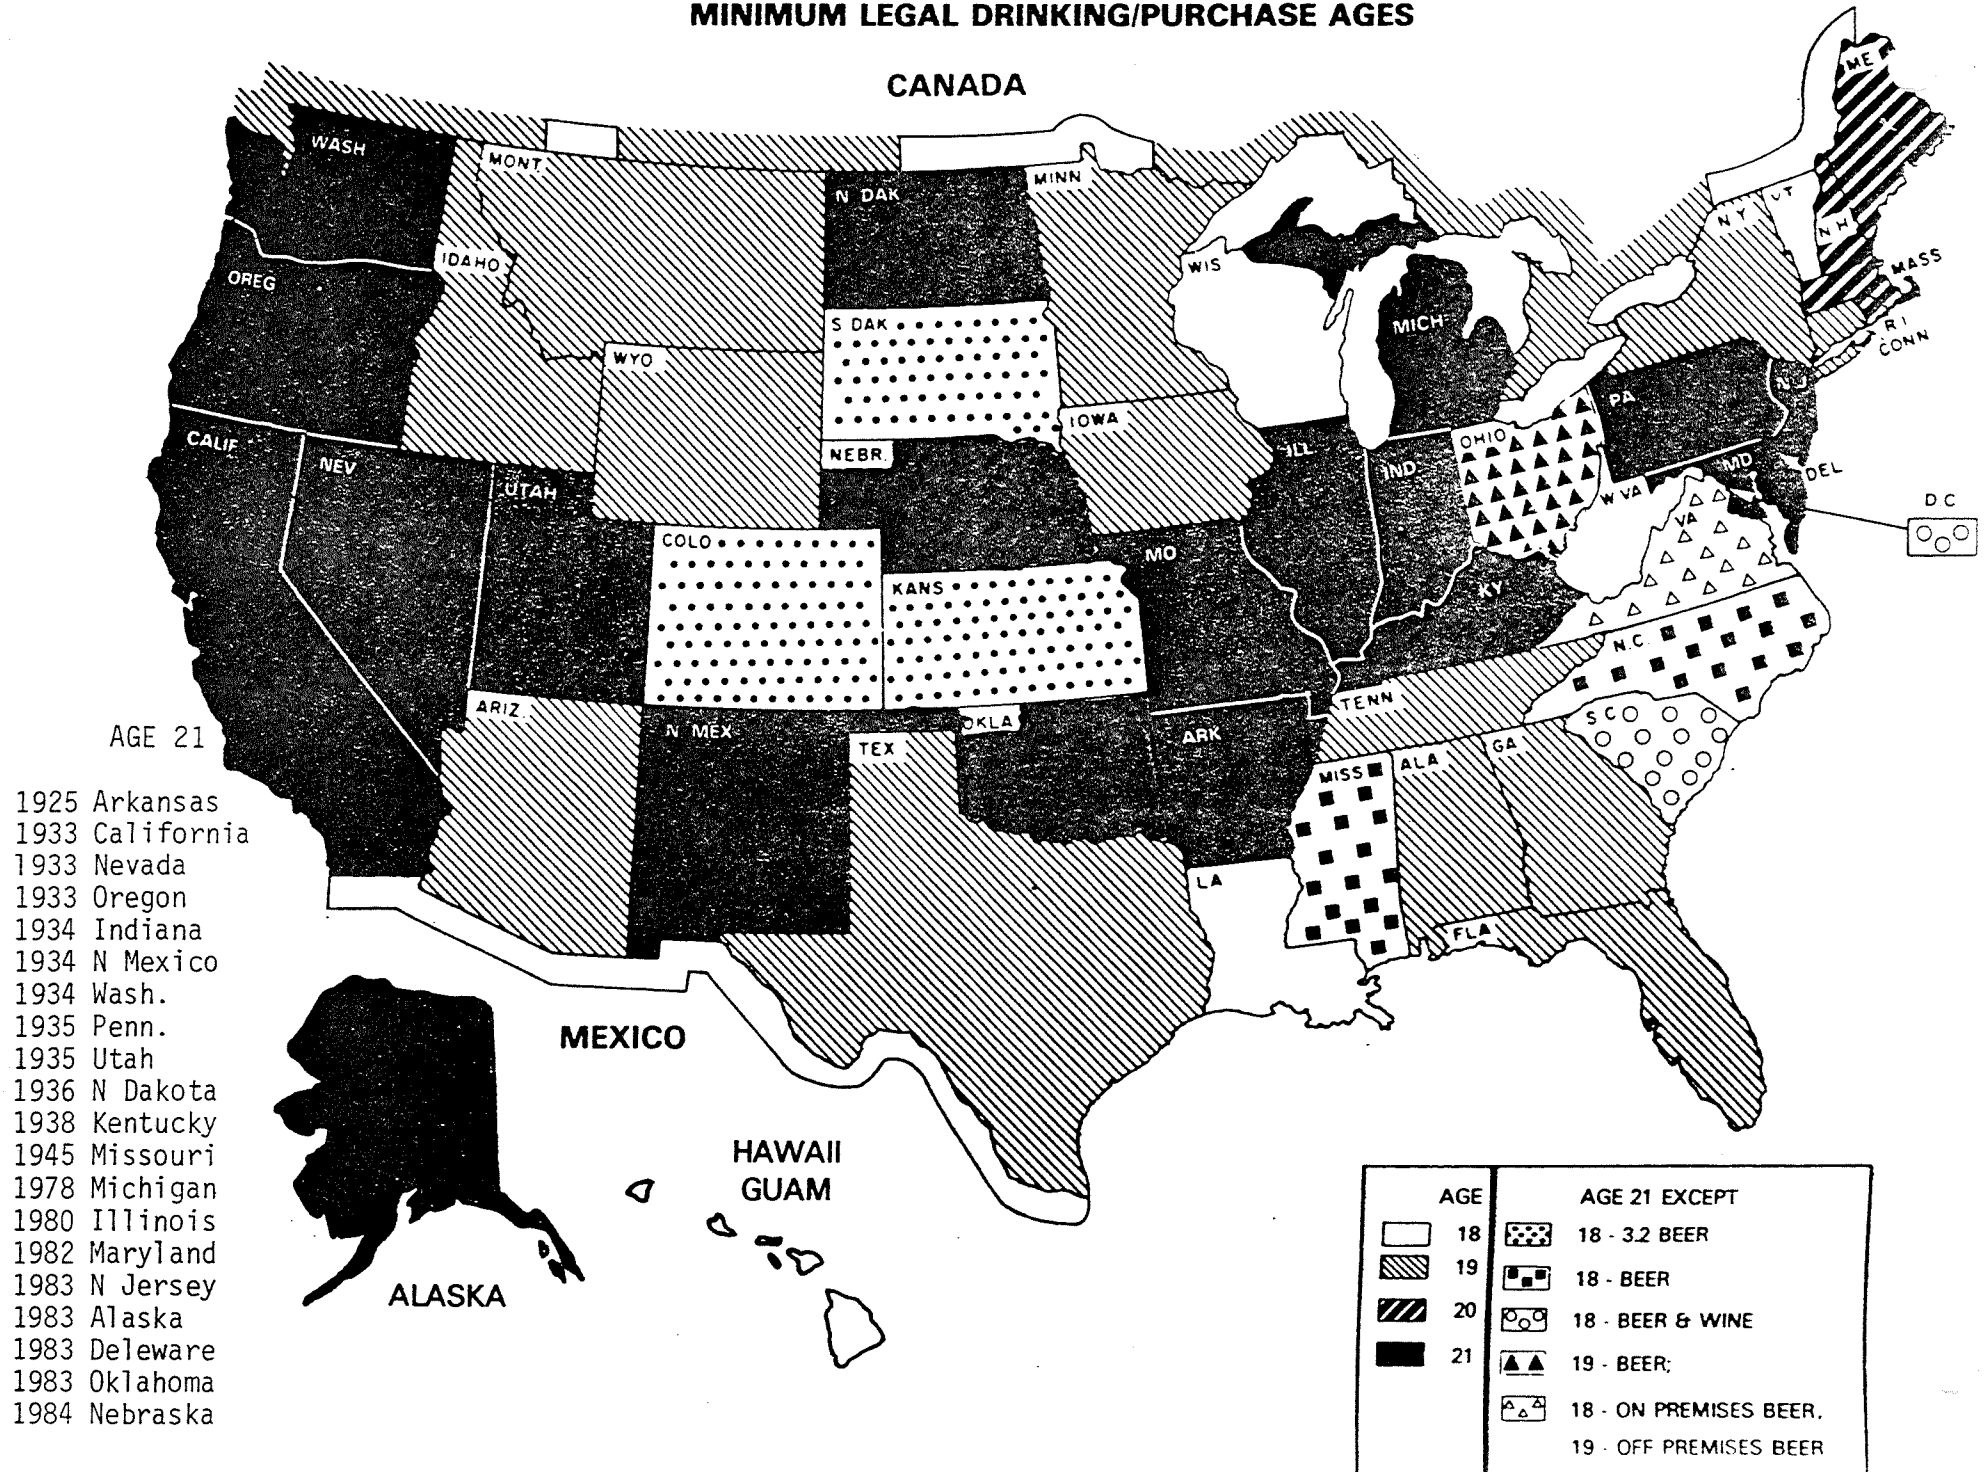 MINIMUM LEGAL DRINKING/PURCHASE AGES
CANADA
WASH
MONT.
N DAK
MINN
ME
OREG
IDAHO
WIS
N Y
VT
N H
MASS
S DAK
WYO
MICH
R I
CONN
IOWA
NEBR.
PA
N J
CALIF
NEV
UTAH
ILL
IND
OHIO
W VA
MD
DEL
D.C
COLO
KANS
MO
KY
VA
N.C.
ARIZ.
N MEX
OKLA
TENN
ARK
S C
TEX
MISS
ALA
GA
LA
FLA
MEXICO
ALASKA
HAWAII
GUAM
AGE 21
1925 Arkansas
1933 California
1933 Nevada
1933 Oregon
1934 Indiana
1934 N Mexico
1934 Wash.
1935 Penn.
1935 Utah
1936 N Dakota
1938 Kentucky
1945 Missouri
1978 Michigan
1980 Illinois
1982 Maryland
1983 N Jersey
1983 Alaska
1983 Deleware
1983 Oklahoma
1984 Nebraska
AGE
18
19
20
21
AGE 21 EXCEPT
18 - 3.2 BEER
18 - BEER
18 - BEER & WINE
19 - BEER;
18 - ON PREMISES BEER,
19 - OFF PREMISES BEER